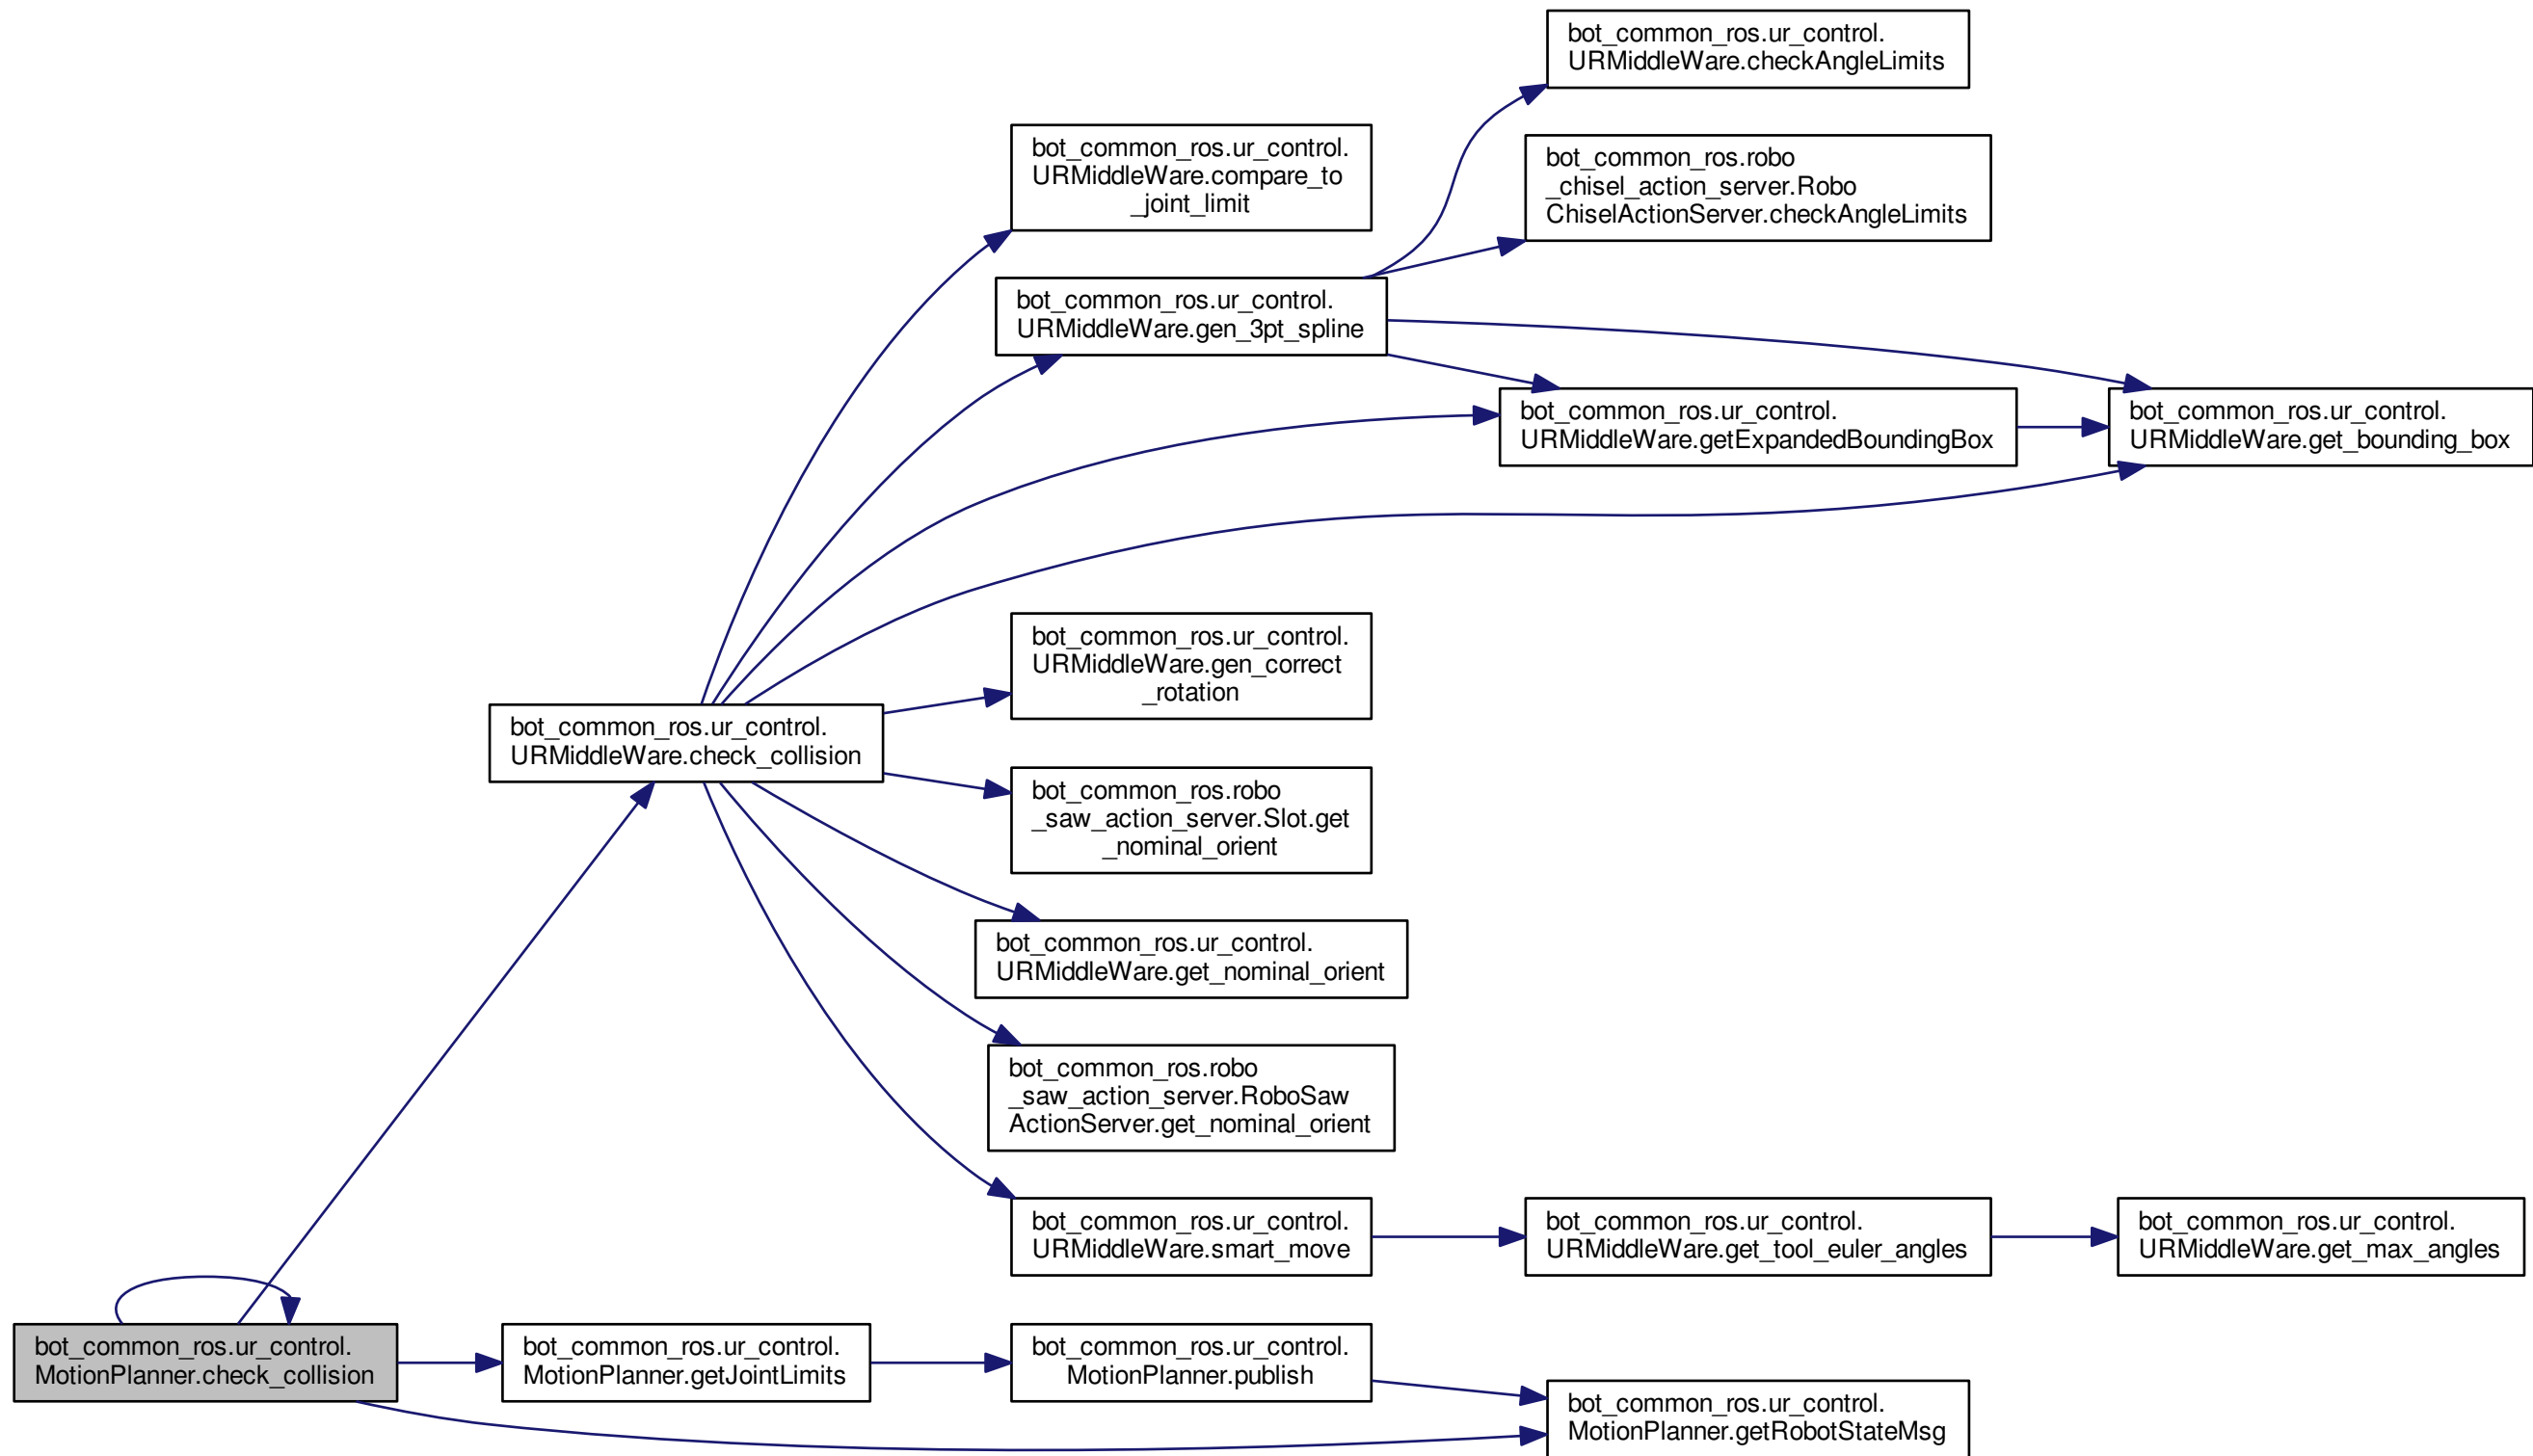 bot_common_ros.ur_control.
URMiddleWare.checkAngleLimits
bot_common_ros.ur_control.
URMiddleWare.compare_to
_joint_limit
bot_common_ros.robo
_chisel_action_server.Robo
ChiselActionServer.checkAngleLimits
bot_common_ros.ur_control.
URMiddleWare.gen_3pt_spline
bot_common_ros.ur_control.
URMiddleWare.getExpandedBoundingBox
bot_common_ros.ur_control.
URMiddleWare.get_bounding_box
bot_common_ros.ur_control.
URMiddleWare.gen_correct
_rotation
bot_common_ros.ur_control.
URMiddleWare.check_collision
bot_common_ros.robo
_saw_action_server.Slot.get
_nominal_orient
bot_common_ros.ur_control.
URMiddleWare.get_nominal_orient
bot_common_ros.robo
_saw_action_server.RoboSaw
ActionServer.get_nominal_orient
bot_common_ros.ur_control.
URMiddleWare.smart_move
bot_common_ros.ur_control.
URMiddleWare.get_tool_euler_angles
bot_common_ros.ur_control.
URMiddleWare.get_max_angles
bot_common_ros.ur_control.
MotionPlanner.check_collision
bot_common_ros.ur_control.
MotionPlanner.getJointLimits
bot_common_ros.ur_control.
MotionPlanner.publish
bot_common_ros.ur_control.
MotionPlanner.getRobotStateMsg